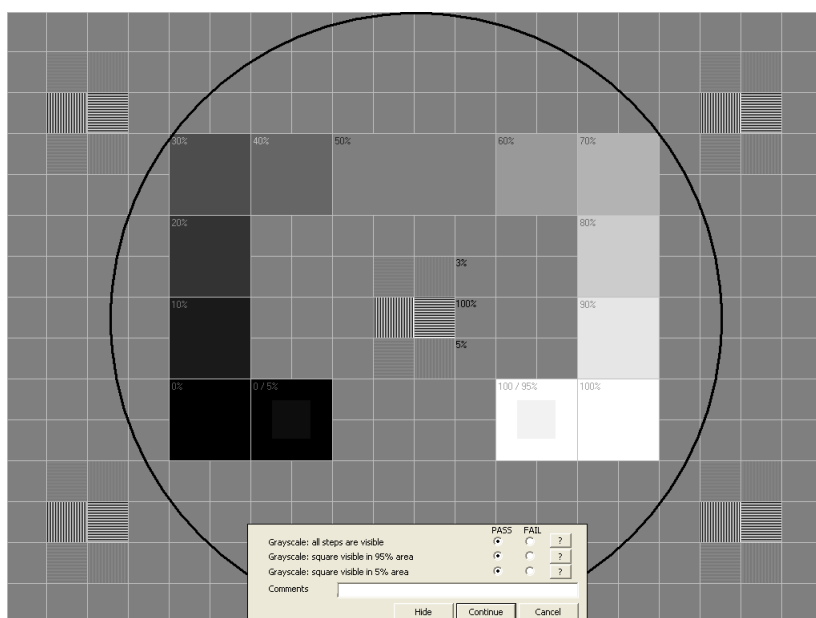 30% 40% 50% 60% 70%
20% 80%
3%
10% 100% 90%
5%
0% 0 / 5% 100 / 95% 100%
PASS FAIL
Grayscale: all steps are visible ?
Grayscale: square visible in 95% area ?
Grayscale: square visible in 5% area ?
Comments
Hide Continue Cancel